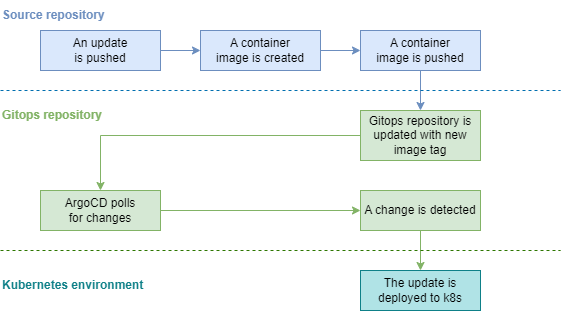 Source repository
An update
is pushed
A container
image is created
A container
image is pushed
Gitops repository
Gitops repository is
updated with new
image tag
ArgoCD polls
for changes
A change is detected
Kubernetes environment
The update is
deployed to k8s